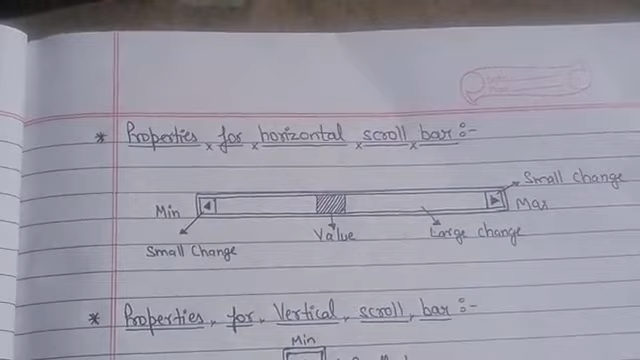 * Properties for horizontal scroll bar :-
Small Change
Min
Max
Small Change
Value
Large change
* Properties, for, Vertical, scroll, bar :-
Min